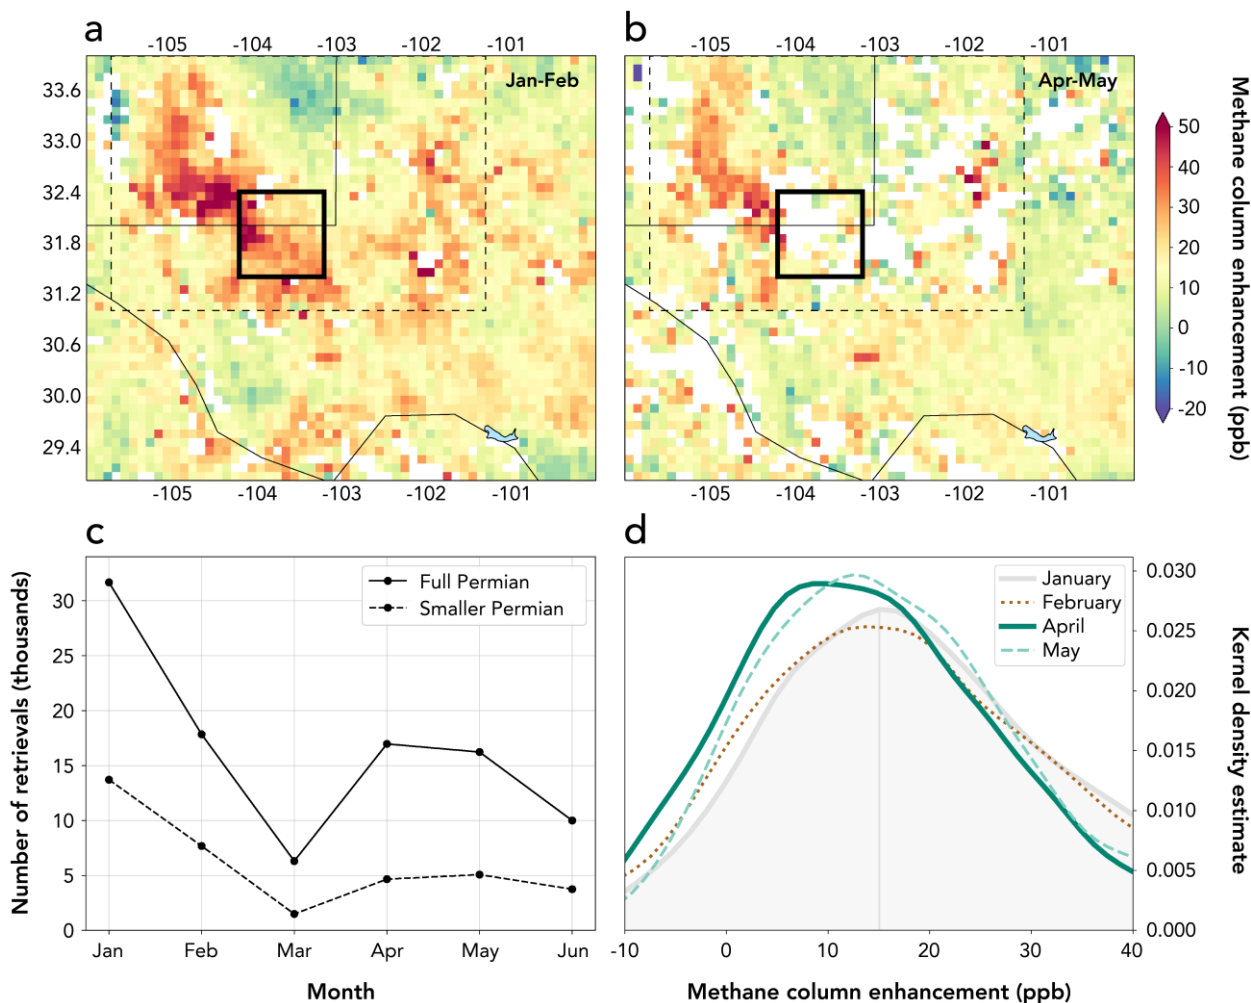 a
b
-105 -104 -103 -102 -101
-105 -104 -103 -102 -101
Jan-Feb
Apr-May
33.6
33.0
32.4
31.8
31.2
30.6
30.0
29.4
-105 -104 -103 -102 -101
-105 -104 -103 -102 -101
50
40
30
20
10
0
-10
-20
Methane column enhancement (ppb)
c
Number of retrievals (thousands)
30
25
20
15
10
5
0
Full Permian
Smaller Permian
Jan Feb Mar Apr May Jun
Month
d
January
February
April
May
0.030
0.025
0.020
0.015
0.010
0.005
0.000
Kernel density estimate
-10 0 10 20 30 40
Methane column enhancement (ppb)